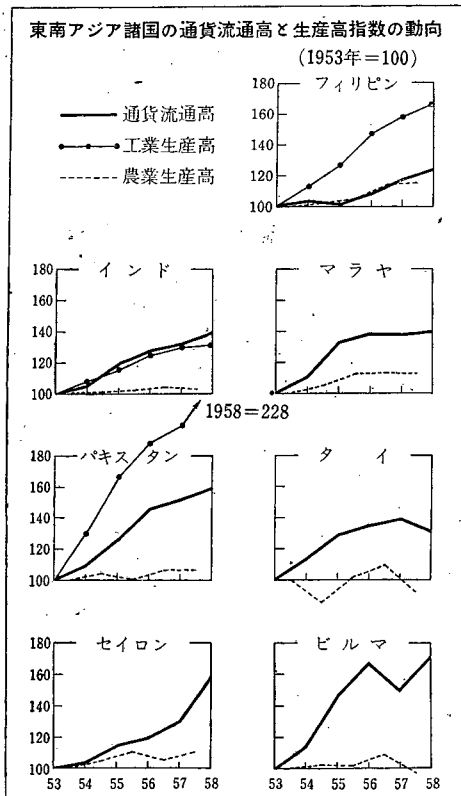 東南アジア諸国の通貨流通高と生産高指数の動向
(1953年=100)
フィリピン
通貨流通高
工業生産高
農業生産高
180
160
140
120
100
インド
マラヤ
180
160
140
120
100
1958=228
パキスタン
タイ
180
160
140
120
100
セイロン
ビルマ
180
160
140
120
100
180
160
140
120
100
53 54 55 56 57 58
53 54 55 56 57 58